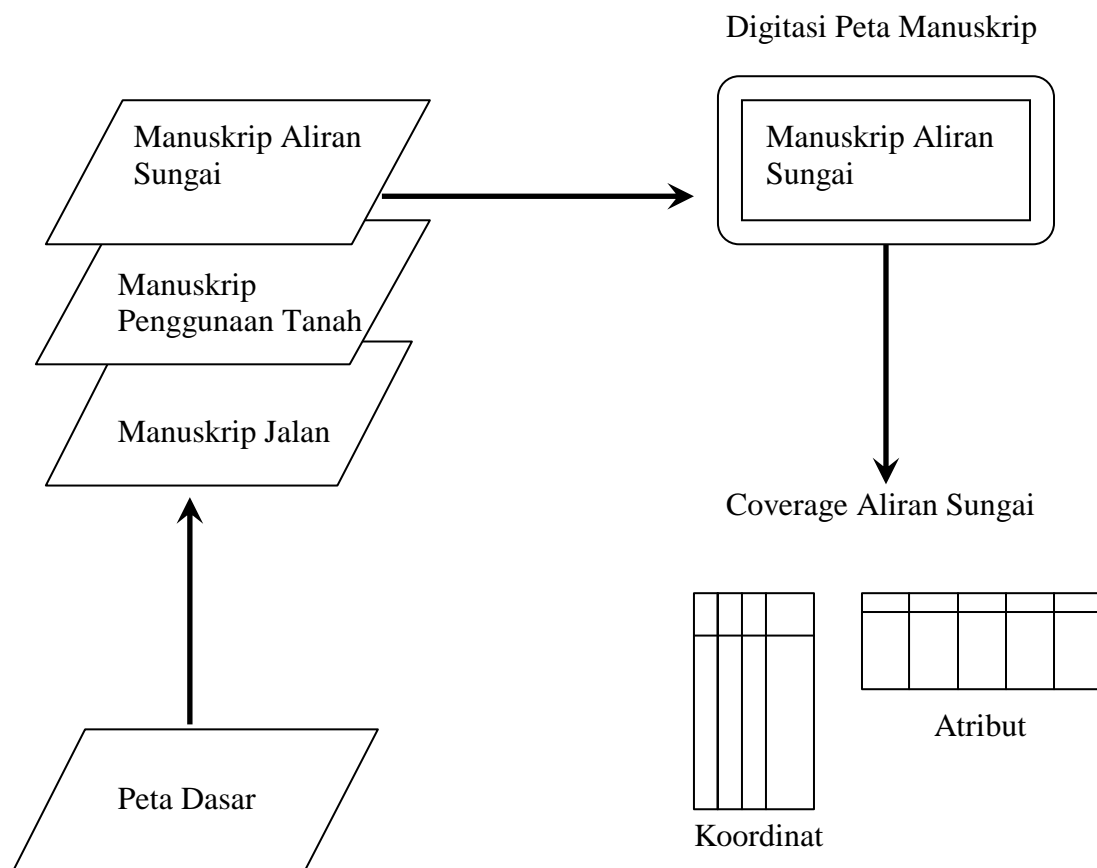 Digitasi Peta Manuskrip
Manuskrip Aliran
Sungai
Manuskrip Aliran
Sungai
Manuskrip
Penggunaan Tanah
Manuskrip Jalan
Coverage Aliran Sungai
Atribut
Peta Dasar
Koordinat